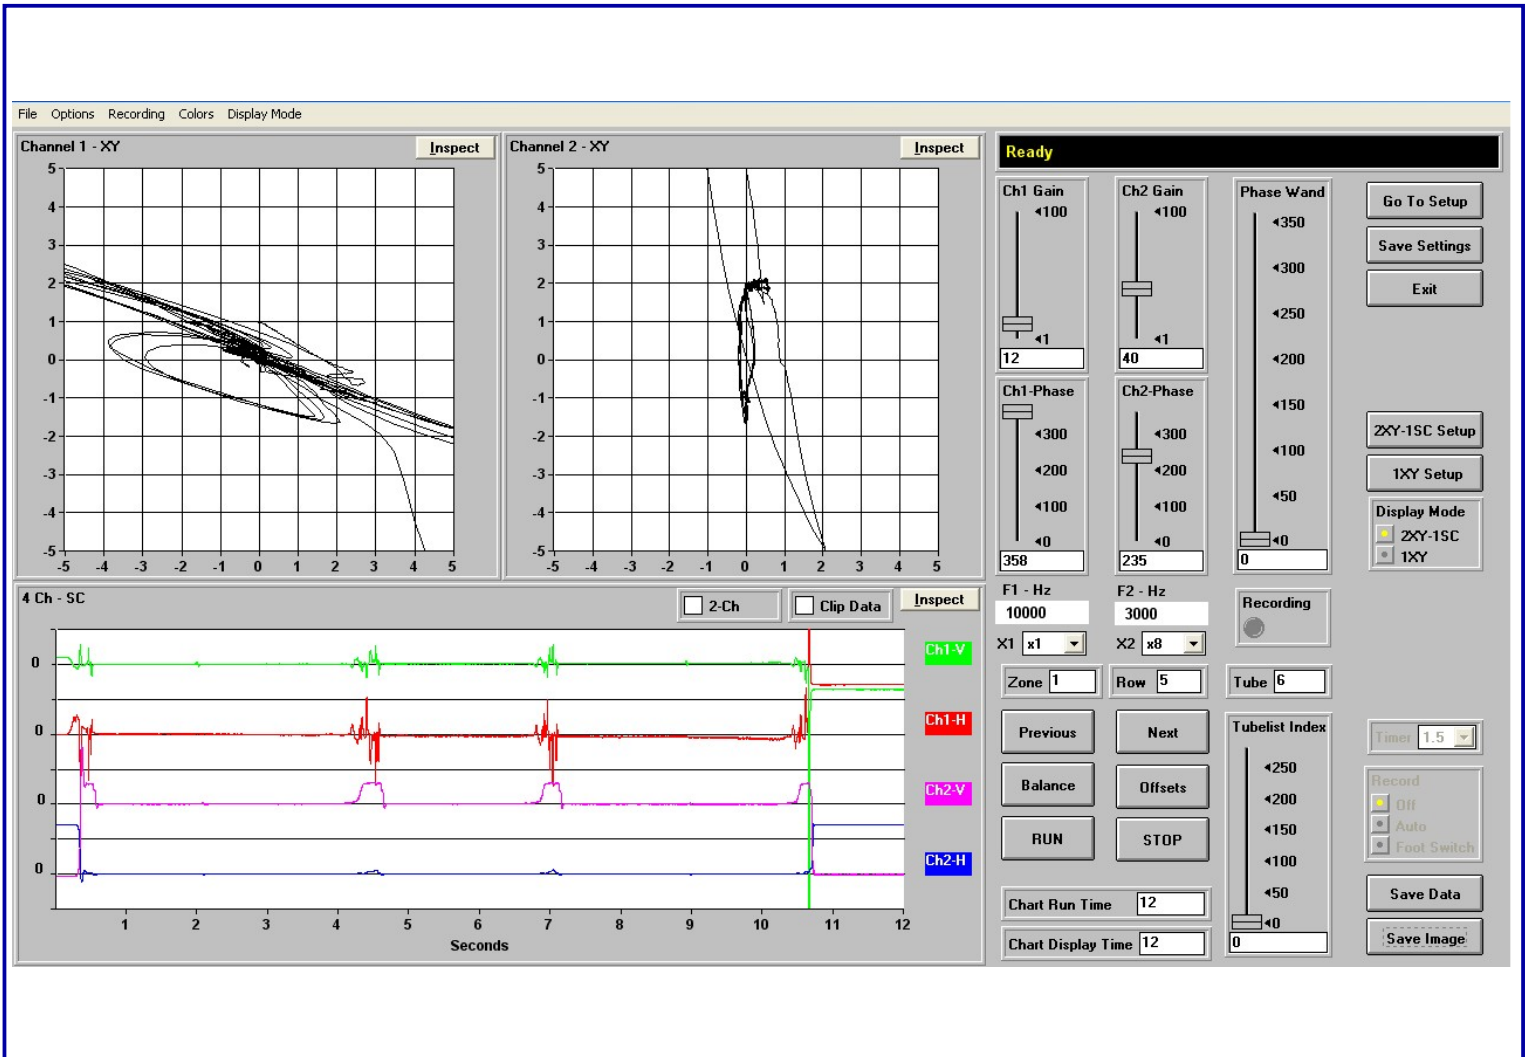 File Options Recording Colors Display Mode
Channel 1 - XY
Inspect
5
4
3
2
1
0
-1
-2
-3
-4
-5
-5 -4 -3 -2 -1 0 1 2 3 4 5
Channel 2 - XY
Inspect
5
4
3
2
1
0
-1
-2
-3
-4
-5
-5 -4 -3 -2 -1 0 1 2 3 4 5
4 Ch - SC
2-Ch
Clip Data
Inspect
0
0
0
0
Ch1-V
Ch1-H
Ch2-V
Ch2-H
1 2 3 4 5 6 7 8 9 10 11 12
Seconds
Ready
Ch1 Gain
100
1
12
Ch2 Gain
100
1
40
Phase Wand
350
300
250
200
150
100
50
0
0
Ch1-Phase
300
200
100
0
358
Ch2-Phase
300
200
100
0
235
Go To Setup
Save Settings
Exit
2XY-1SC Setup
1XY Setup
Display Mode
2XY-1SC
1XY
F1 - Hz
10000
F2 - Hz
3000
Recording
X1 x1
X2 x8
Zone 1
Row 5
Tube 6
Previous
Next
Balance
Offsets
RUN
STOP
Tubelist Index
250
200
150
100
50
0
0
Timer 1.5
Record
Off
Auto
Foot Switch
Chart Run Time 12
Chart Display Time 12
Save Data
Save Image